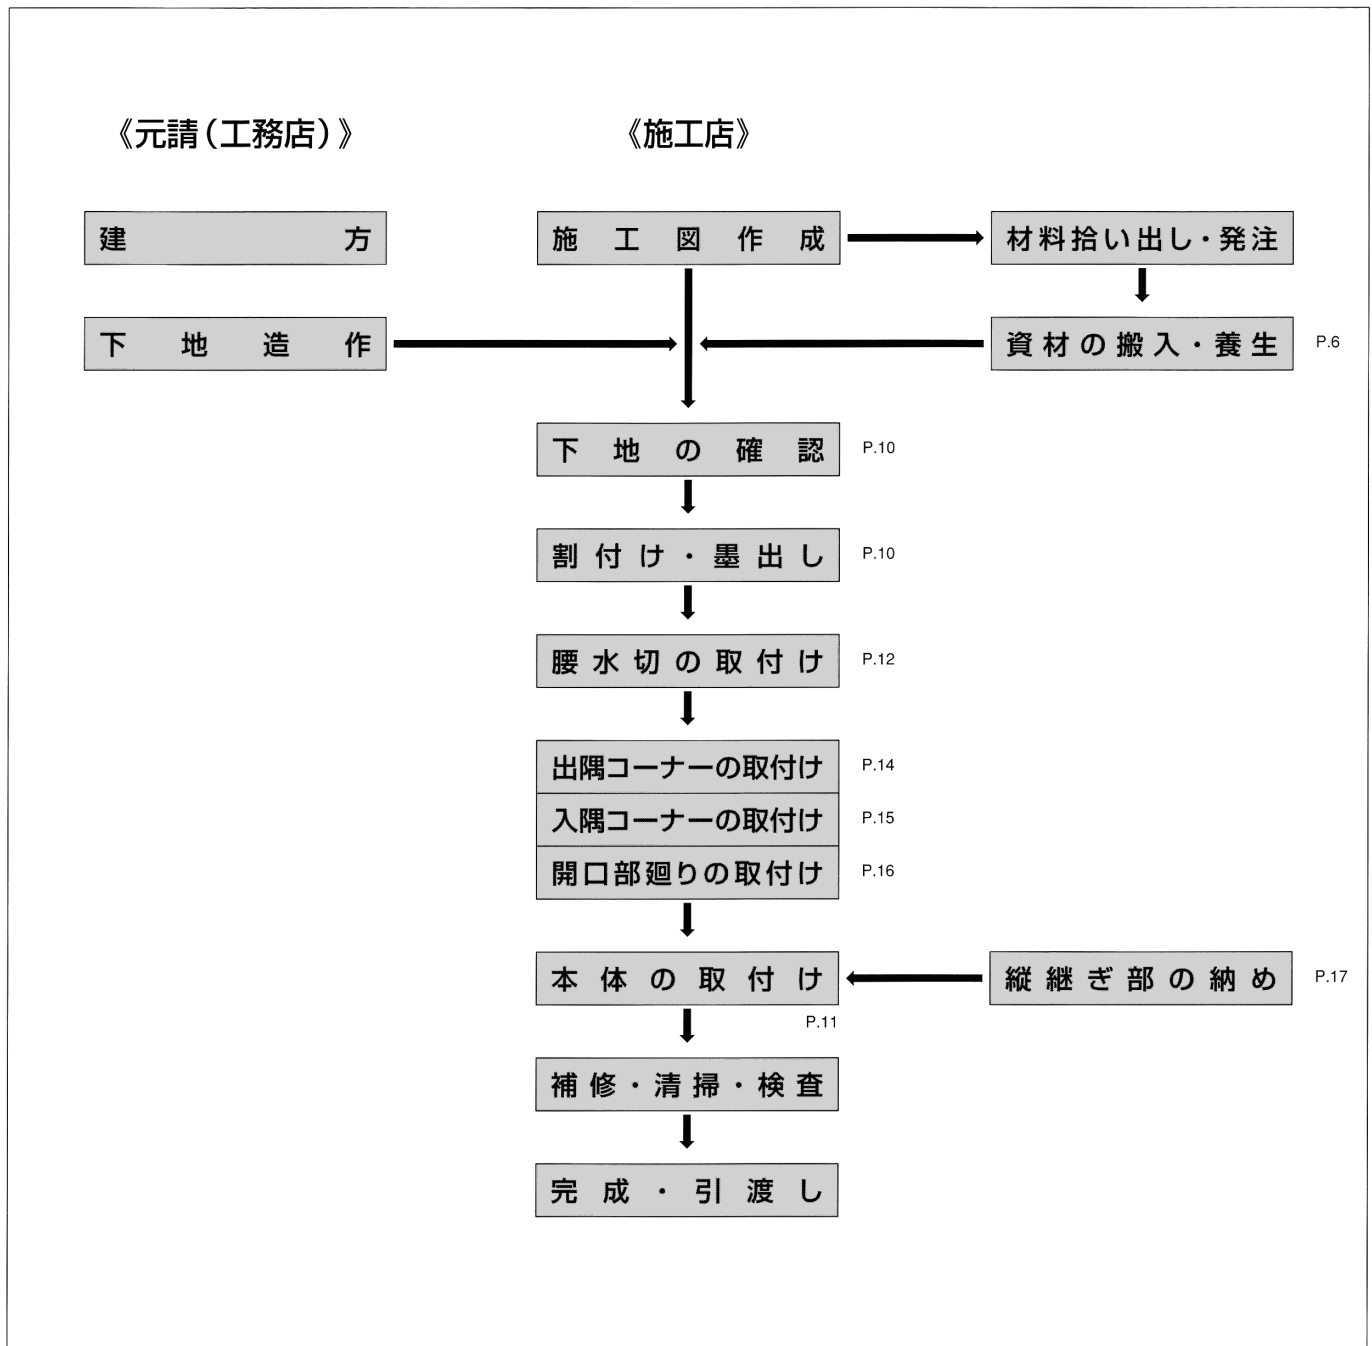 《元請(工務店)》
《施工店》
建方
施工図作成
材料拾い出し・発注
下地造作
資材の搬入・養生
P.6
下地の確認
P.10
割付け・墨出し
P.10
腰水切の取付け
P.12
出隅コーナーの取付け
P.14
入隅コーナーの取付け
P.15
開口部廻りの取付け
P.16
本体の取付け
縦継ぎ部の納め
P.17
P.11
補修・清掃・検査
完成・引渡し